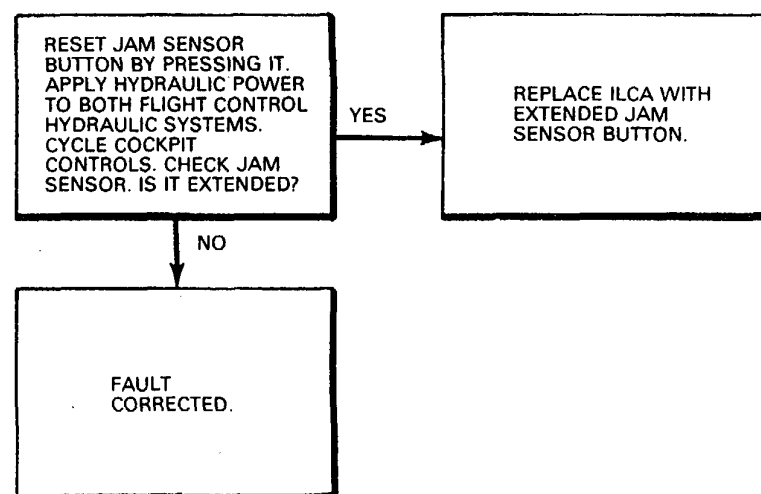 RESET JAM SENSOR
BUTTON BY PRESSING IT.
APPLY HYDRAULIC POWER
TO BOTH FLIGHT CONTROL
HYDRAULIC SYSTEMS.
CYCLE COCKPIT
CONTROLS. CHECK JAM
SENSOR. IS IT EXTENDED?
YES
REPLACE ILCA WITH
EXTENDED JAM
SENSOR BUTTON.
NO
FAULT
CORRECTED.